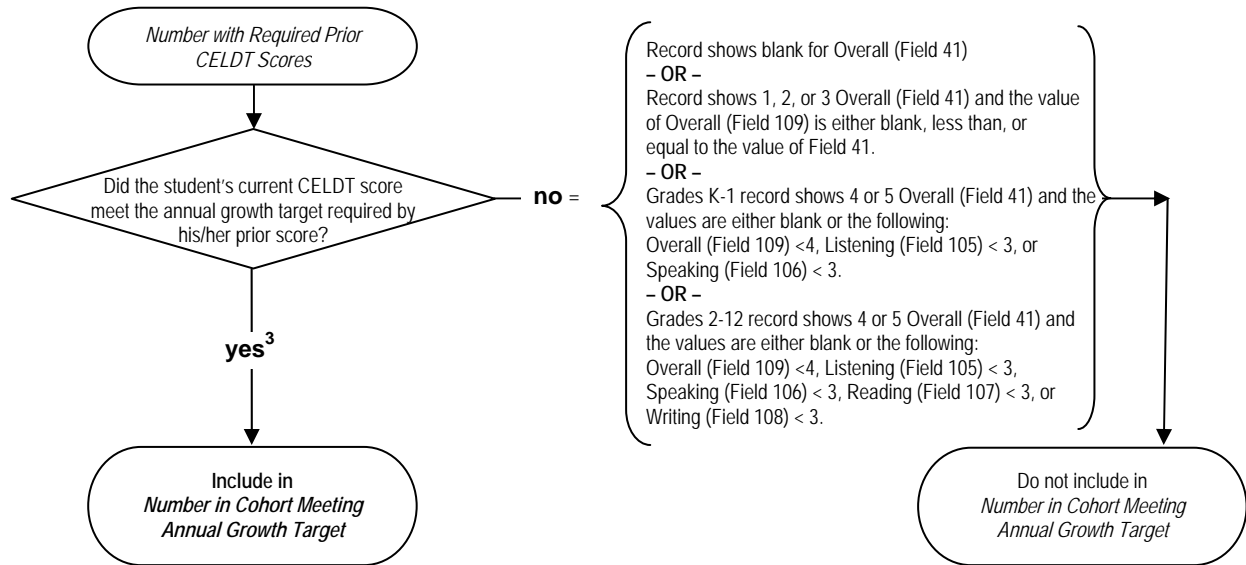 Number with Required Prior
CELDT Scores
Did the student's current CELDT score
meet the annual growth target required by
his/her prior score?
no =
Record shows blank for Overall (Field 41)
– OR –
Record shows 1, 2, or 3 Overall (Field 41) and the value
of Overall (Field 109) is either blank, less than, or
equal to the value of Field 41.
– OR –
Grades K-1 record shows 4 or 5 Overall (Field 41) and the
values are either blank or the following:
Overall (Field 109) <4, Listening (Field 105) < 3, or
Speaking (Field 106) < 3.
– OR –
Grades 2-12 record shows 4 or 5 Overall (Field 41) and
the values are either blank or the following:
Overall (Field 109) <4, Listening (Field 105) < 3,
Speaking (Field 106) < 3, Reading (Field 107) < 3, or
Writing (Field 108) < 3.
yes³
Include in
Number in Cohort Meeting
Annual Growth Target
Do not include in
Number in Cohort Meeting
Annual Growth Target